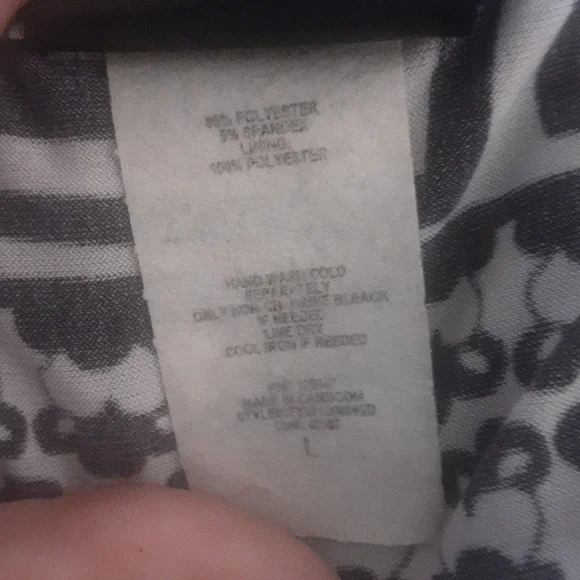 95% POLYESTER
5% SPANDEX
LINING:
100% POLYESTER
HAND WASH COLD
SEPARATELY
ONLY NON-CHLORINE BLEACH
IF NEEDED
LINE DRY
COOL IRON IF NEEDED
MADE IN CAMBODIA
L